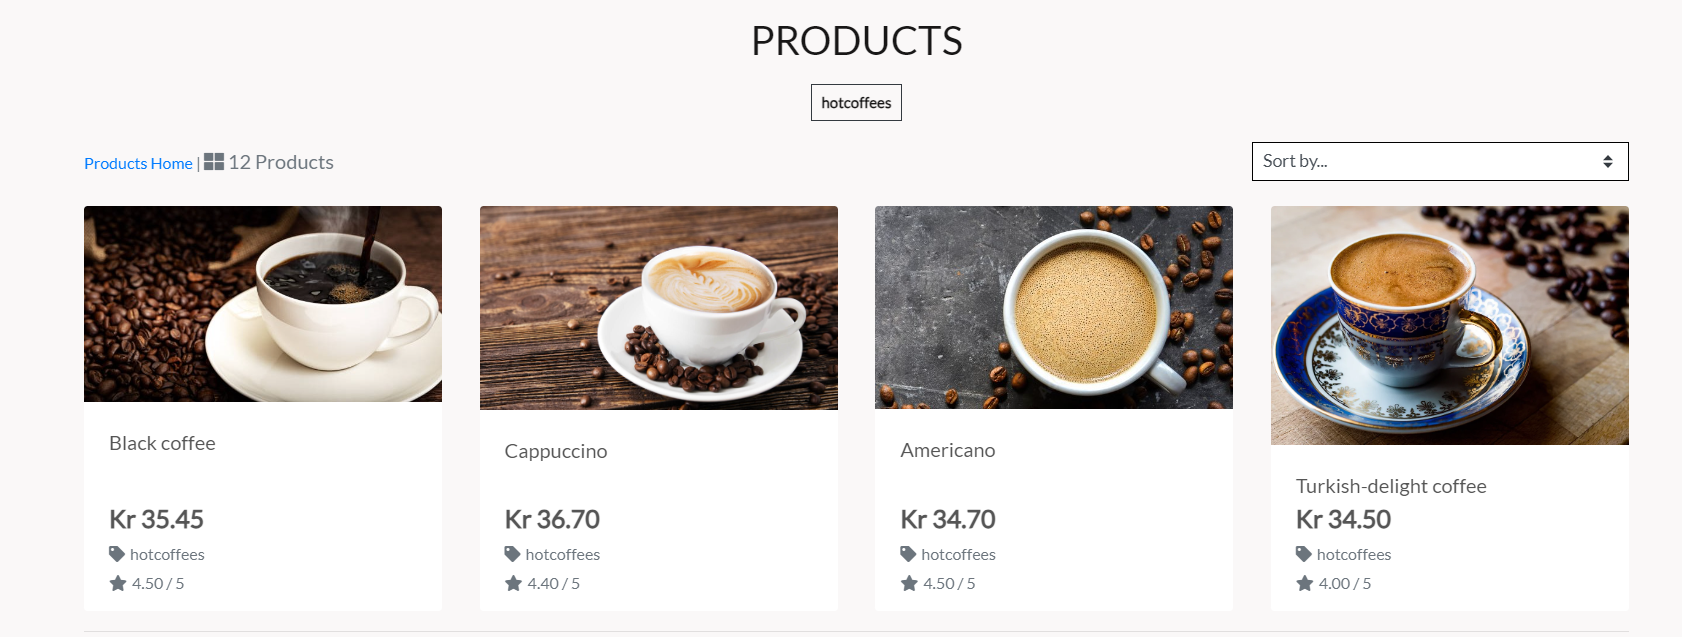 PRODUCTS
hotcoffees
Products Home | 12 Products
Sort by...
Black coffee
Kr 35.45
hotcoffees
4.50 / 5
Cappuccino
Kr 36.70
hotcoffees
4.40 / 5
Americano
Kr 34.70
hotcoffees
4.50 / 5
Turkish-delight coffee
Kr 34.50
hotcoffees
4.00 / 5